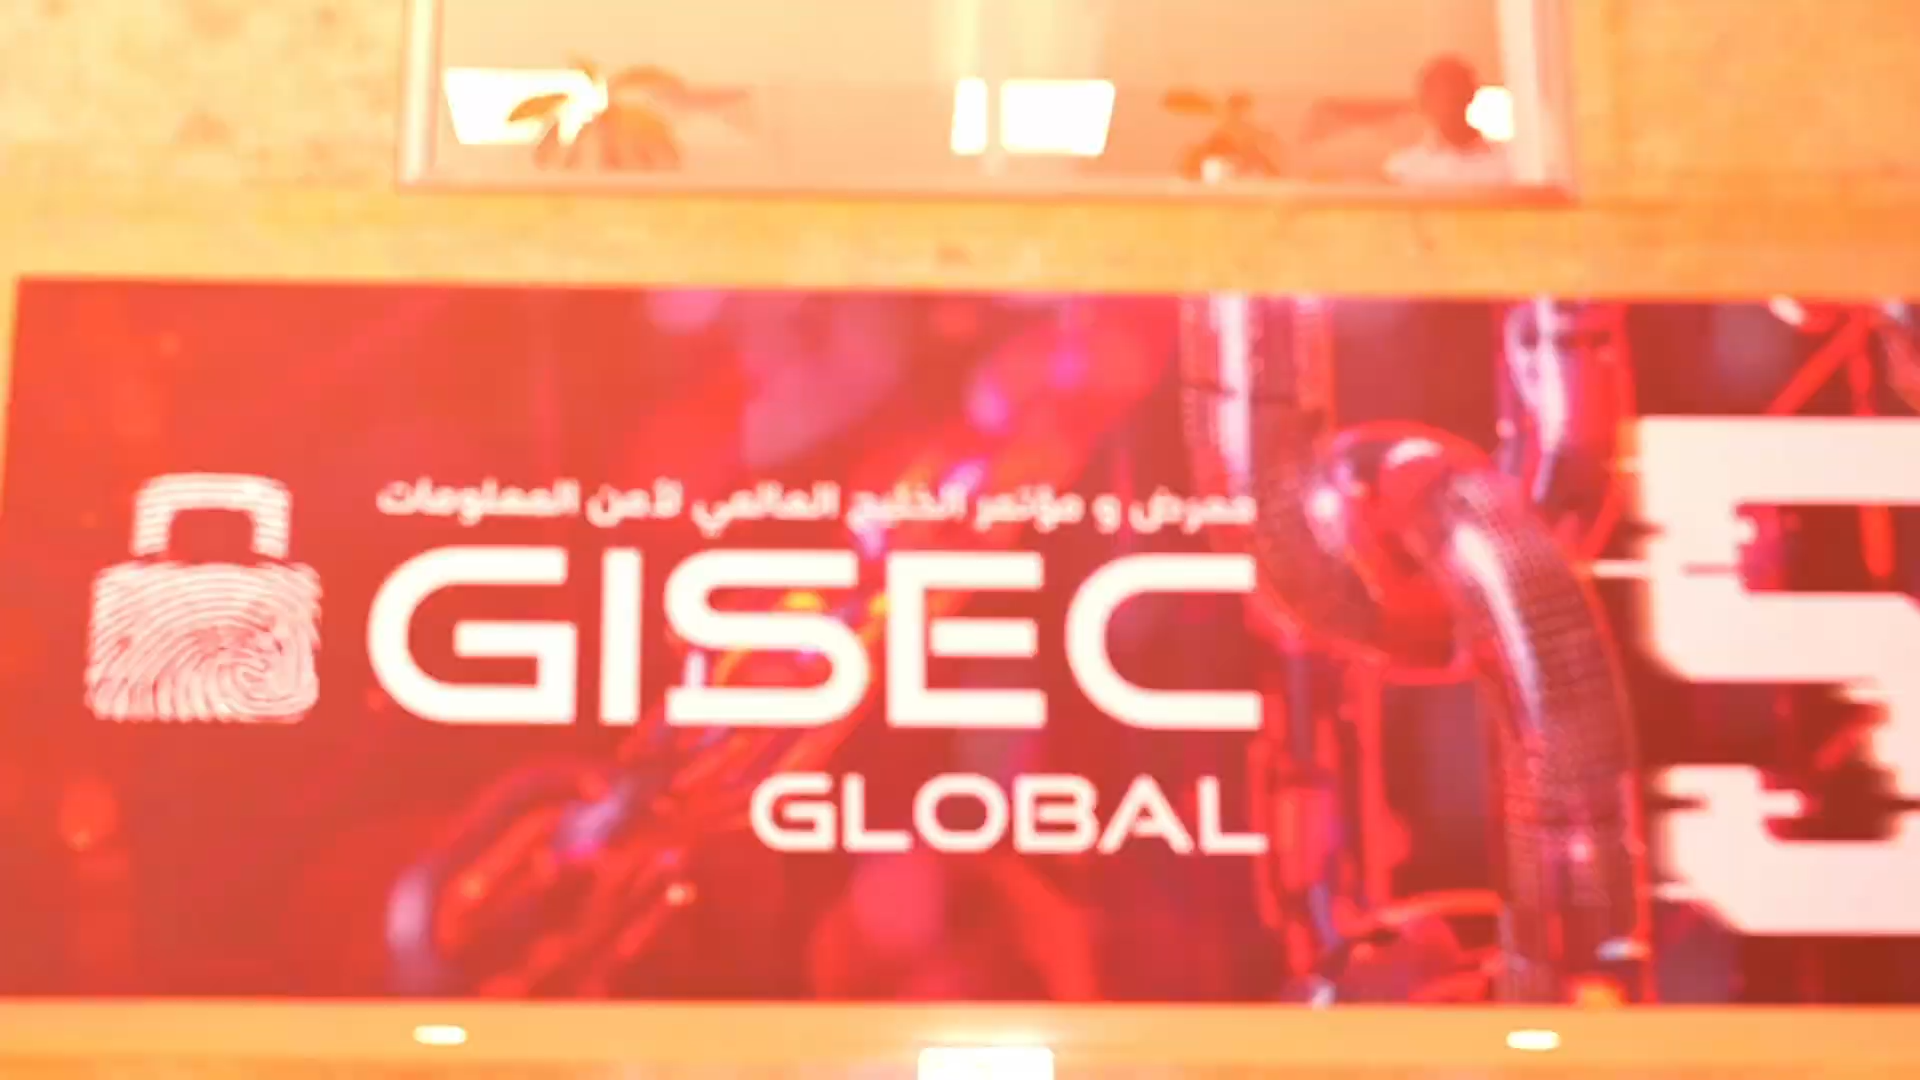 معرض و مؤتمر الخليج العالمي لأمن المعلومات
GISEC
GLOBAL